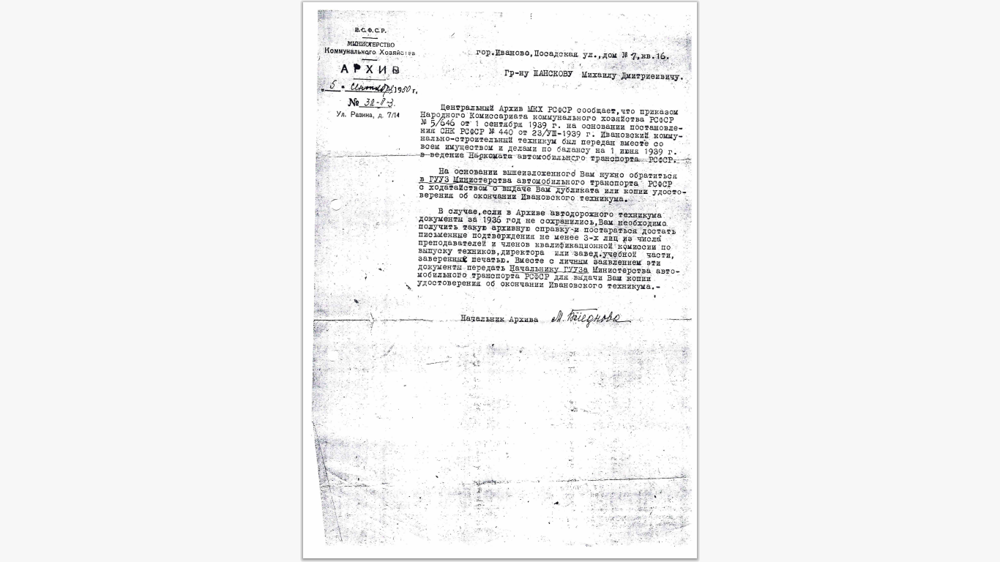 Р.С.Ф.С.Р.
МИНИСТЕРСТВО
Коммунального Хозяйства
АРХИВ
„5" сентября 1950 г.
№ 32-П-3.
Ул. Разина, д. 7/14
гор.Иваново,Посадская ул.,дом № 7,кв.16.
Гр-ну ПАНСКОВУ Михаилу Дмитриевичу.
Центральный Архив МКХ РСФСР сообщает,что приказом
Народного Комиссариата коммунального хозяйства РСФСР
№ 5/646 от 1 сентября 1939 г. на основании постановле-
ния СНК РСФСР № 440 от 23/УШ-1939 г. Ивановский комму-
нально-строительный техникум был передан вместе со
всем имуществом и делами по балансу на 1 июня 1939 г.
в ведение Наркомата автомобильного транспорта РСФСР.
На основании вышеизложенного Вам нужно обратиться
в ГУУЗ Министерства автомобильного транспорта РСФСР
с ходатайством о выдаче Вам дубликата или копии удосто-
верения об окончании Ивановского техникума.
В случае,если в Архиве автодорожного техникума
документы за 1936 год не сохранились,Вам необходимо
получить такую архивную справку и постараться достать
письменные подтверждения не менее 3-х лиц из числа
преподавателей и членов квалификационной комиссии по
выпуску техников,директора или завед.учебной части,
заверенных печатью. Вместе с личным заявлением эти
документы передать Начальнику ГУУЗа Министерства авто-
мобильного транспорта РСФСР для выдачи Вам копии
удостоверения об окончании Ивановского техникума.-
Начальник Архива